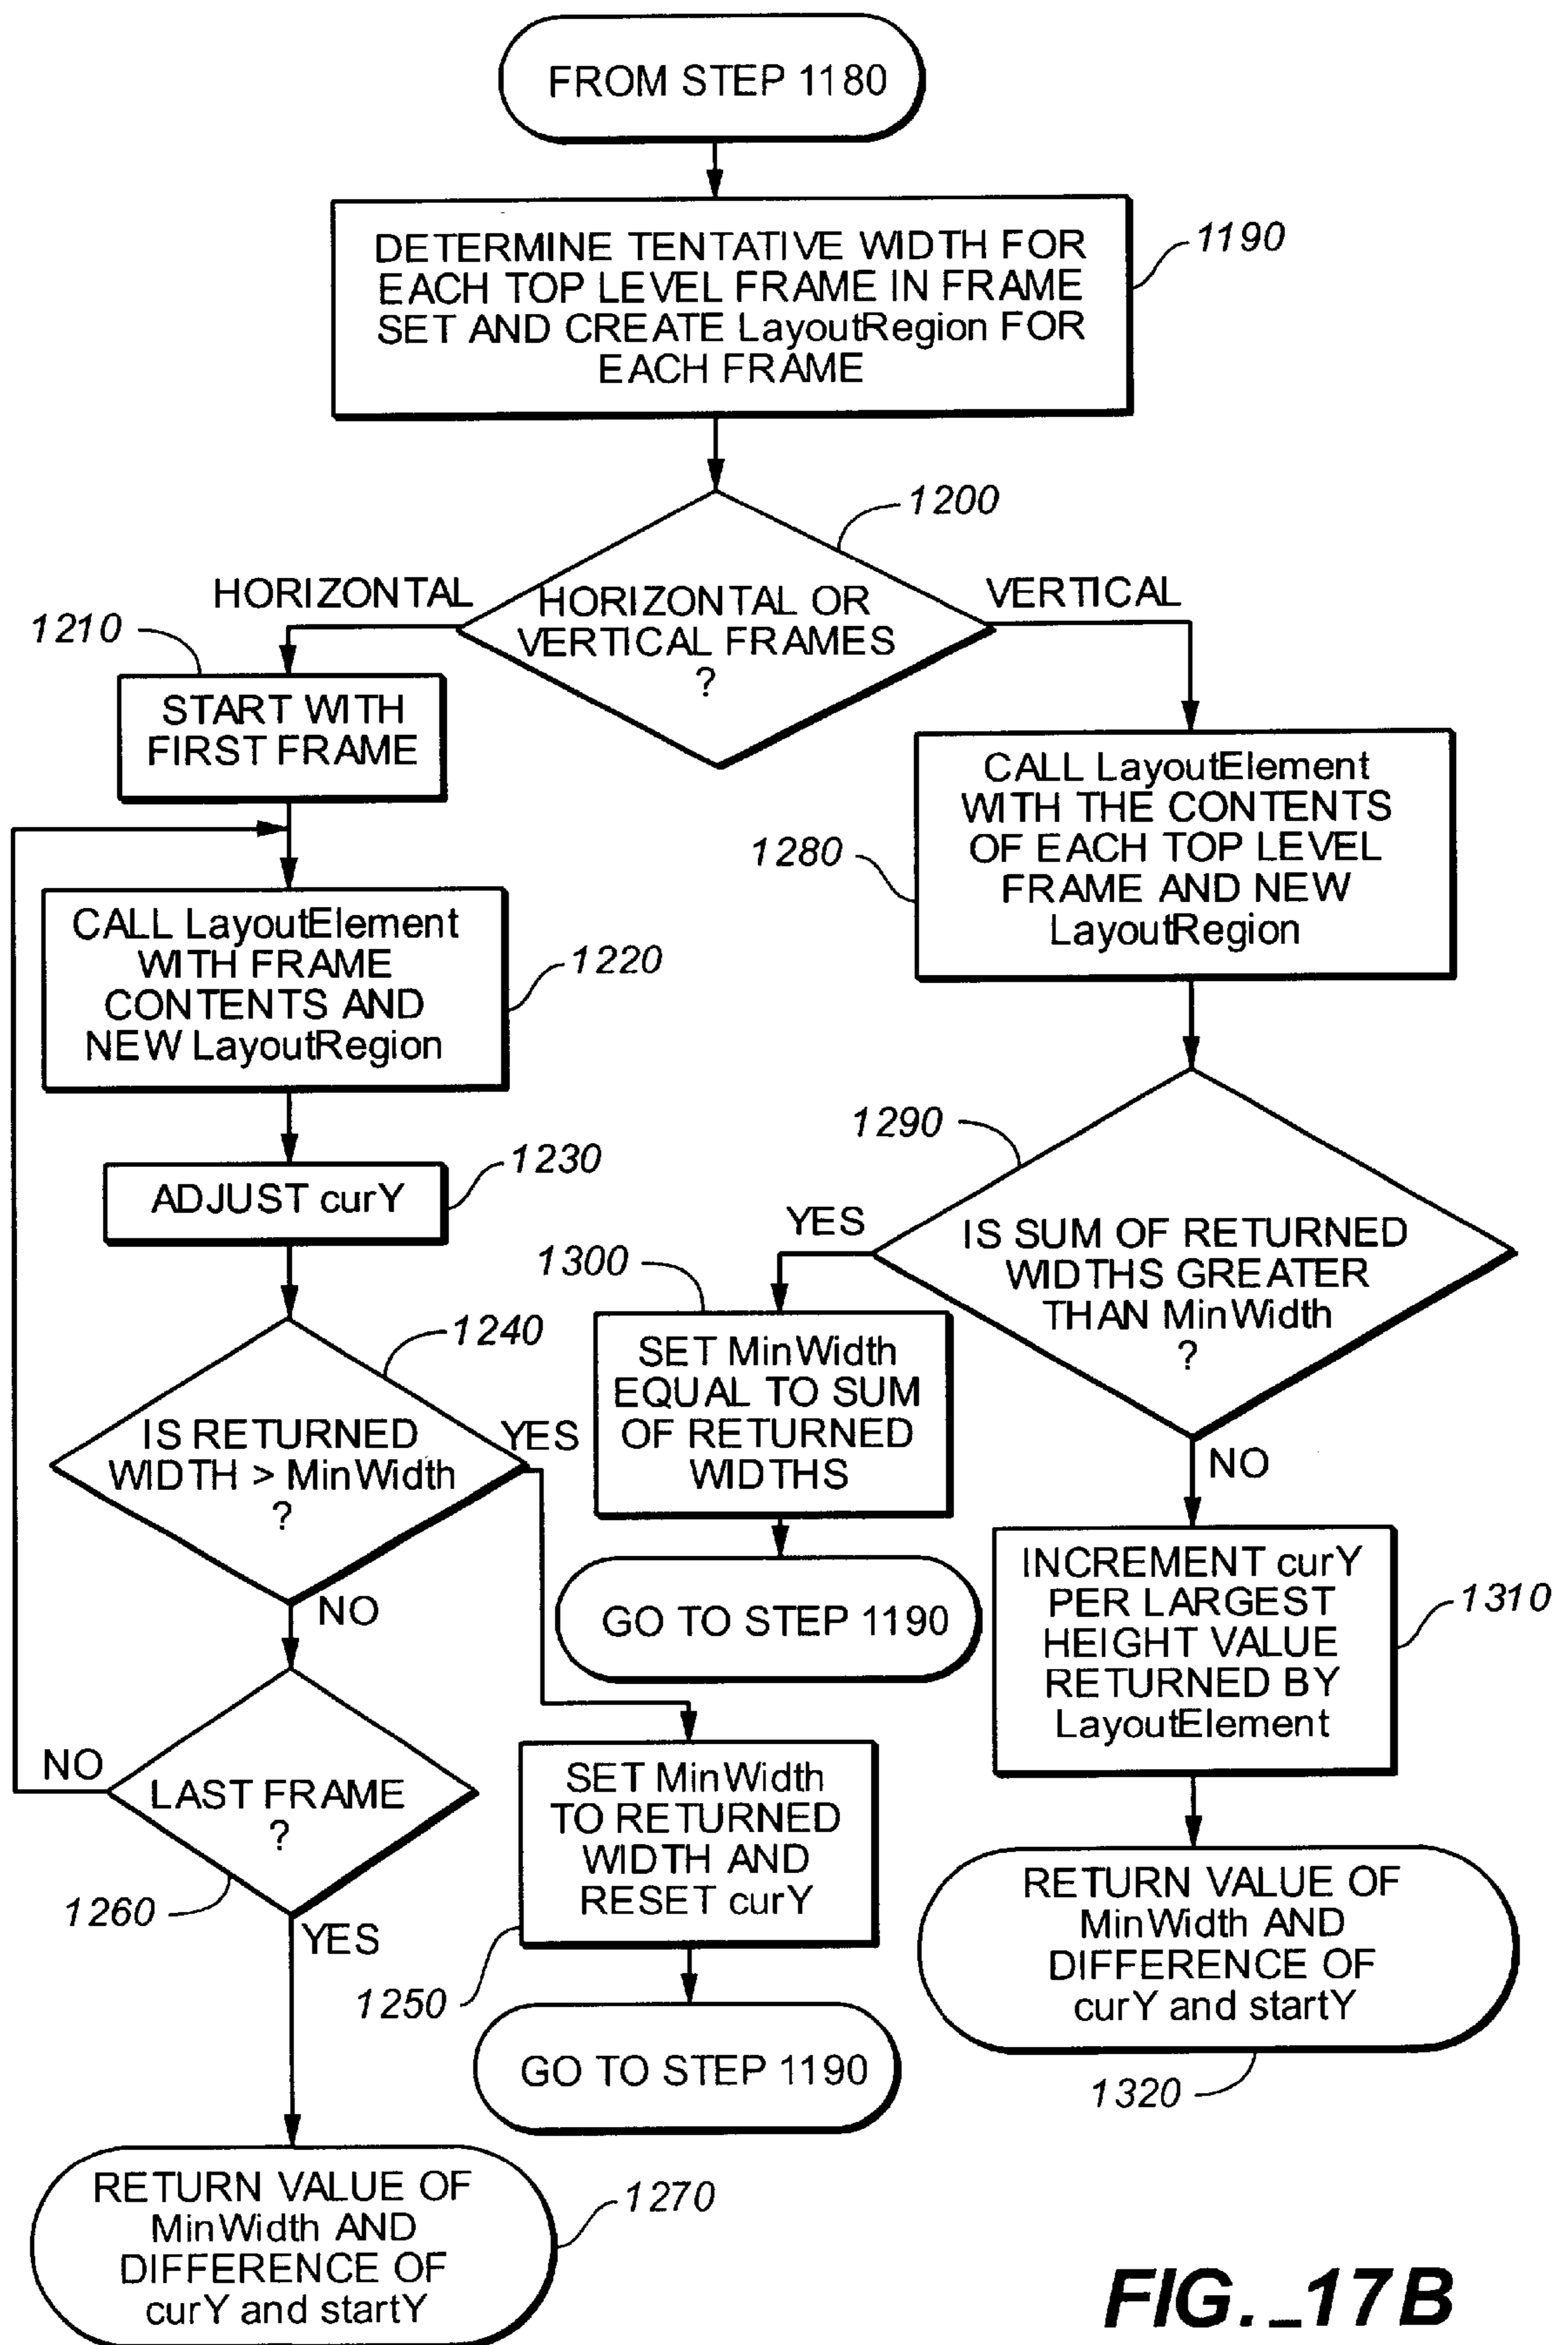 FROM STEP 1180
DETERMINE TENTATIVE WIDTH FOR
EACH TOP LEVEL FRAME IN FRAME
SET AND CREATE LayoutRegion FOR
EACH FRAME
1190
1200
HORIZONTAL
HORIZONTAL OR
VERTICAL FRAMES
?
VERTICAL
1210
START WITH
FIRST FRAME
CALL LayoutElement
WITH FRAME
CONTENTS AND
NEW LayoutRegion
1220
ADJUST curY
1230
1240
IS RETURNED
WIDTH > MinWidth
?
YES
NO
LAST FRAME
?
NO
1260
YES
SET MinWidth
TO RETURNED
WIDTH AND
RESET curY
1250
GO TO STEP 1190
RETURN VALUE OF
MinWidth AND
DIFFERENCE OF
curY and startY
1270
CALL LayoutElement
WITH THE CONTENTS
OF EACH TOP LEVEL
FRAME AND NEW
LayoutRegion
1280
1290
IS SUM OF RETURNED
WIDTHS GREATER
THAN MinWidth
?
YES
1300
SET MinWidth
EQUAL TO SUM
OF RETURNED
WIDTHS
GO TO STEP 1190
NO
INCREMENT curY
PER LARGEST
HEIGHT VALUE
RETURNED BY
LayoutElement
1310
RETURN VALUE OF
MinWidth AND
DIFFERENCE OF
curY and startY
1320
FIG._17B